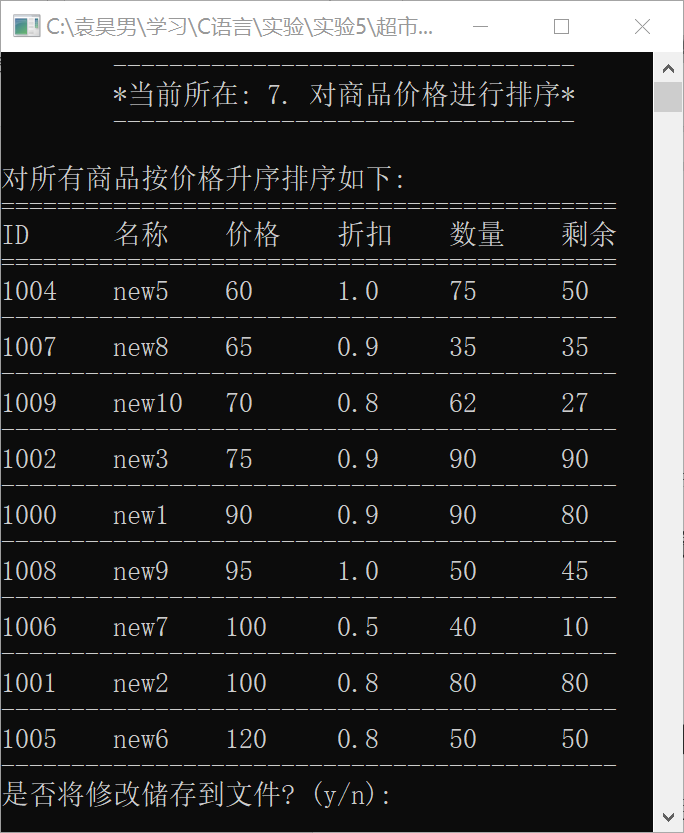 C:\袁昊男\学习\C语言\实验\实验5\超市...
*当前所在: 7. 对商品价格进行排序*
对所有商品按价格升序排序如下:
ID 名称 价格 折扣 数量 剩余
1004 new5 60 1.0 75 50
1007 new8 65 0.9 35 35
1009 new10 70 0.8 62 27
1002 new3 75 0.9 90 90
1000 new1 90 0.9 90 80
1008 new9 95 1.0 50 45
1006 new7 100 0.5 40 10
1001 new2 100 0.8 80 80
1005 new6 120 0.8 50 50
是否将修改储存到文件? (y/n):